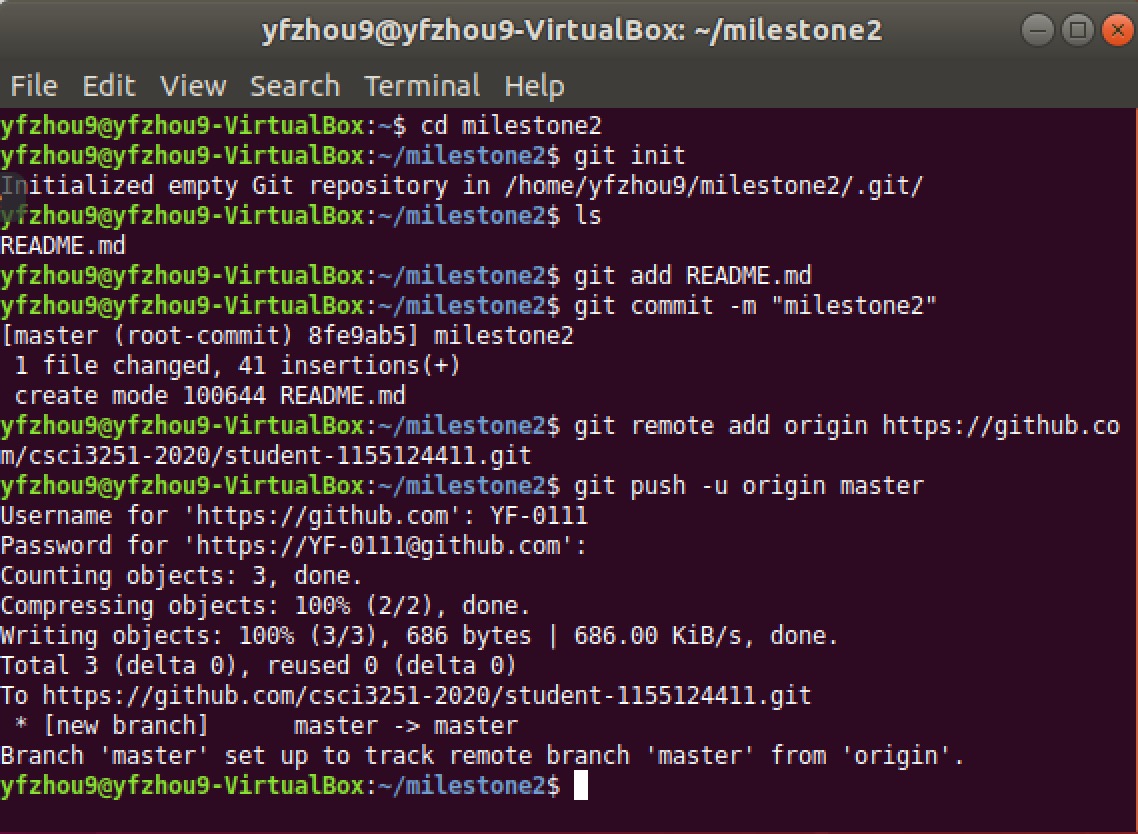 yfzhou9@yfzhou9-VirtualBox: ~/milestone2
File Edit View Search Terminal Help
yfzhou9@yfzhou9-VirtualBox:~$ cd milestone2
yfzhou9@yfzhou9-VirtualBox:~/milestone2$ git init
Initialized empty Git repository in /home/yfzhou9/milestone2/.git/
yfzhou9@yfzhou9-VirtualBox:~/milestone2$ ls
README.md
yfzhou9@yfzhou9-VirtualBox:~/milestone2$ git add README.md
yfzhou9@yfzhou9-VirtualBox:~/milestone2$ git commit -m "milestone2"
[master (root-commit) 8fe9ab5] milestone2
 1 file changed, 41 insertions(+)
 create mode 100644 README.md
yfzhou9@yfzhou9-VirtualBox:~/milestone2$ git remote add origin https://github.co
m/csci3251-2020/student-1155124411.git
yfzhou9@yfzhou9-VirtualBox:~/milestone2$ git push -u origin master
Username for 'https://github.com': YF-0111
Password for 'https://YF-0111@github.com':
Counting objects: 3, done.
Compressing objects: 100% (2/2), done.
Writing objects: 100% (3/3), 686 bytes | 686.00 KiB/s, done.
Total 3 (delta 0), reused 0 (delta 0)
To https://github.com/csci3251-2020/student-1155124411.git
 * [new branch]      master -> master
Branch 'master' set up to track remote branch 'master' from 'origin'.
yfzhou9@yfzhou9-VirtualBox:~/milestone2$